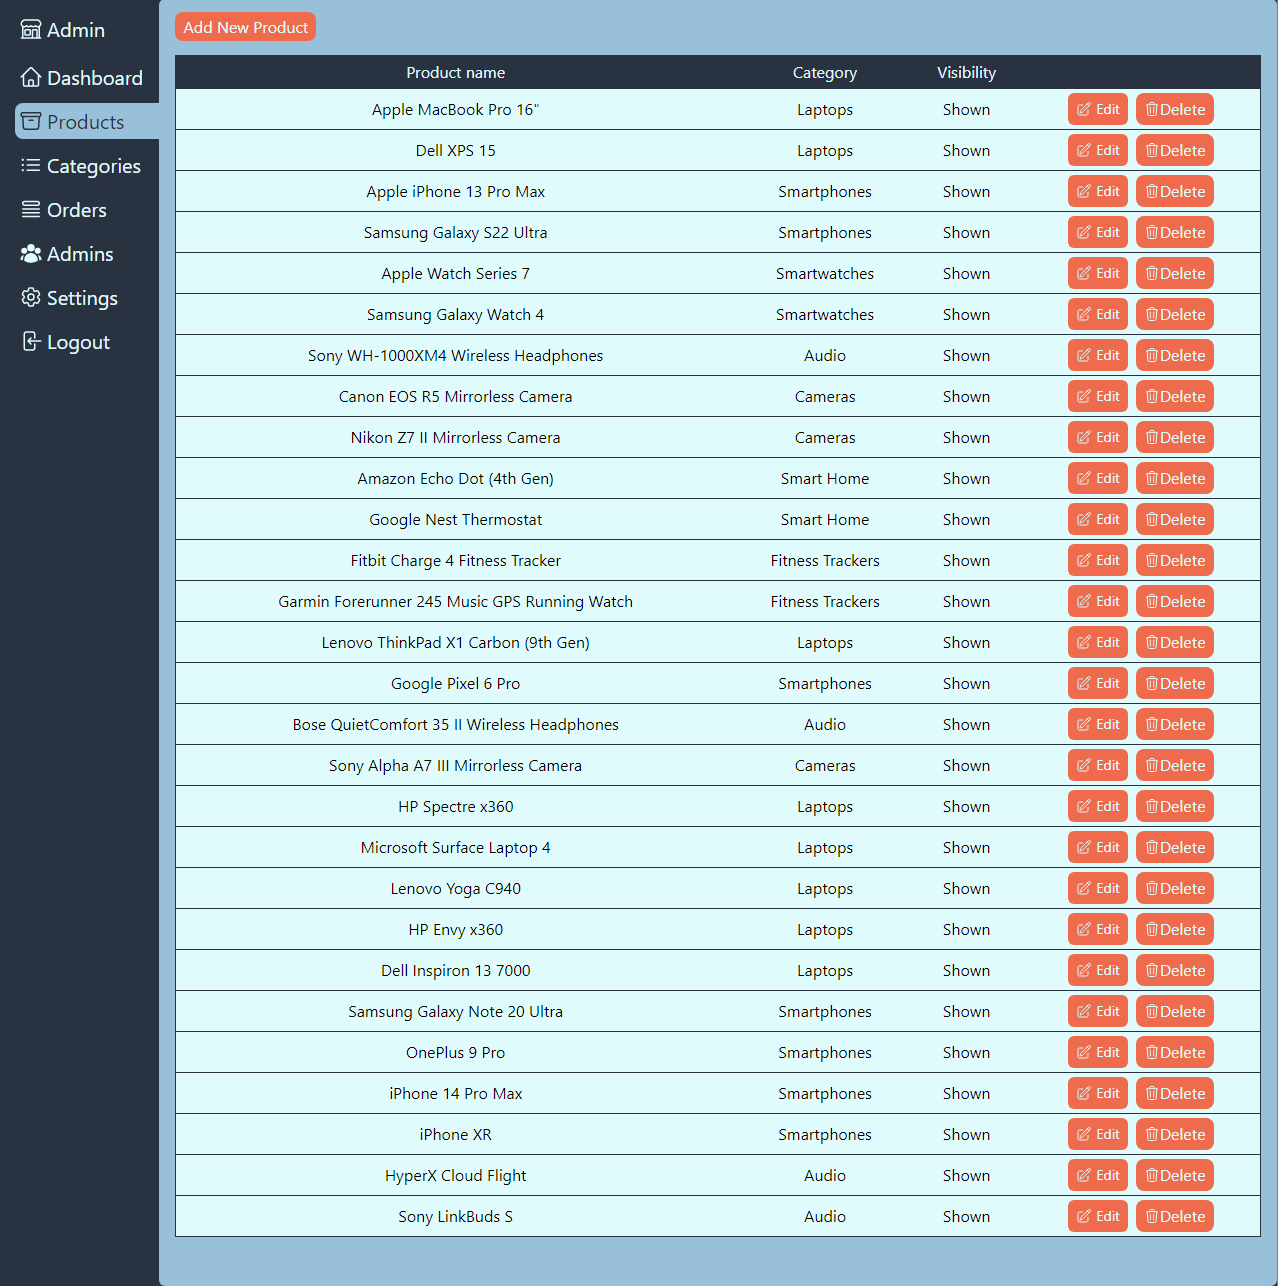 Admin
Dashboard
Products
Categories
Orders
Admins
Settings
Logout
Add New Product
Product name Category Visibility
Apple MacBook Pro 16" Laptops Shown Edit Delete
Dell XPS 15 Laptops Shown Edit Delete
Apple iPhone 13 Pro Max Smartphones Shown Edit Delete
Samsung Galaxy S22 Ultra Smartphones Shown Edit Delete
Apple Watch Series 7 Smartwatches Shown Edit Delete
Samsung Galaxy Watch 4 Smartwatches Shown Edit Delete
Sony WH-1000XM4 Wireless Headphones Audio Shown Edit Delete
Canon EOS R5 Mirrorless Camera Cameras Shown Edit Delete
Nikon Z7 II Mirrorless Camera Cameras Shown Edit Delete
Amazon Echo Dot (4th Gen) Smart Home Shown Edit Delete
Google Nest Thermostat Smart Home Shown Edit Delete
Fitbit Charge 4 Fitness Tracker Fitness Trackers Shown Edit Delete
Garmin Forerunner 245 Music GPS Running Watch Fitness Trackers Shown Edit Delete
Lenovo ThinkPad X1 Carbon (9th Gen) Laptops Shown Edit Delete
Google Pixel 6 Pro Smartphones Shown Edit Delete
Bose QuietComfort 35 II Wireless Headphones Audio Shown Edit Delete
Sony Alpha A7 III Mirrorless Camera Cameras Shown Edit Delete
HP Spectre x360 Laptops Shown Edit Delete
Microsoft Surface Laptop 4 Laptops Shown Edit Delete
Lenovo Yoga C940 Laptops Shown Edit Delete
HP Envy x360 Laptops Shown Edit Delete
Dell Inspiron 13 7000 Laptops Shown Edit Delete
Samsung Galaxy Note 20 Ultra Smartphones Shown Edit Delete
OnePlus 9 Pro Smartphones Shown Edit Delete
iPhone 14 Pro Max Smartphones Shown Edit Delete
iPhone XR Smartphones Shown Edit Delete
HyperX Cloud Flight Audio Shown Edit Delete
Sony LinkBuds S Audio Shown Edit Delete